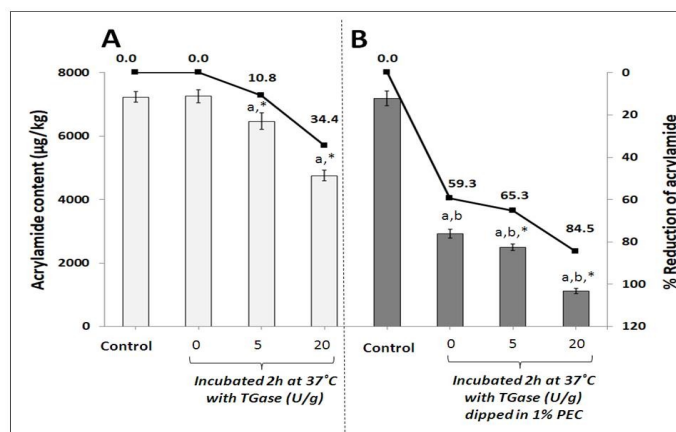 A
B
0.0
0.0
10.8
34.4
0.0
59.3
65.3
84.5
a,*
a,*
a,b
a,b,*
a,b,*
Acrylamide content (µg/kg)
8000
6000
4000
2000
0
% Reduction of acrylamide
0
20
40
60
80
100
120
Control
0
5
20
Control
0
5
20
Incubated 2h at 37˚C
with TGase (U/g)
Incubated 2h at 37˚C
with TGase (U/g)
dipped in 1% PEC